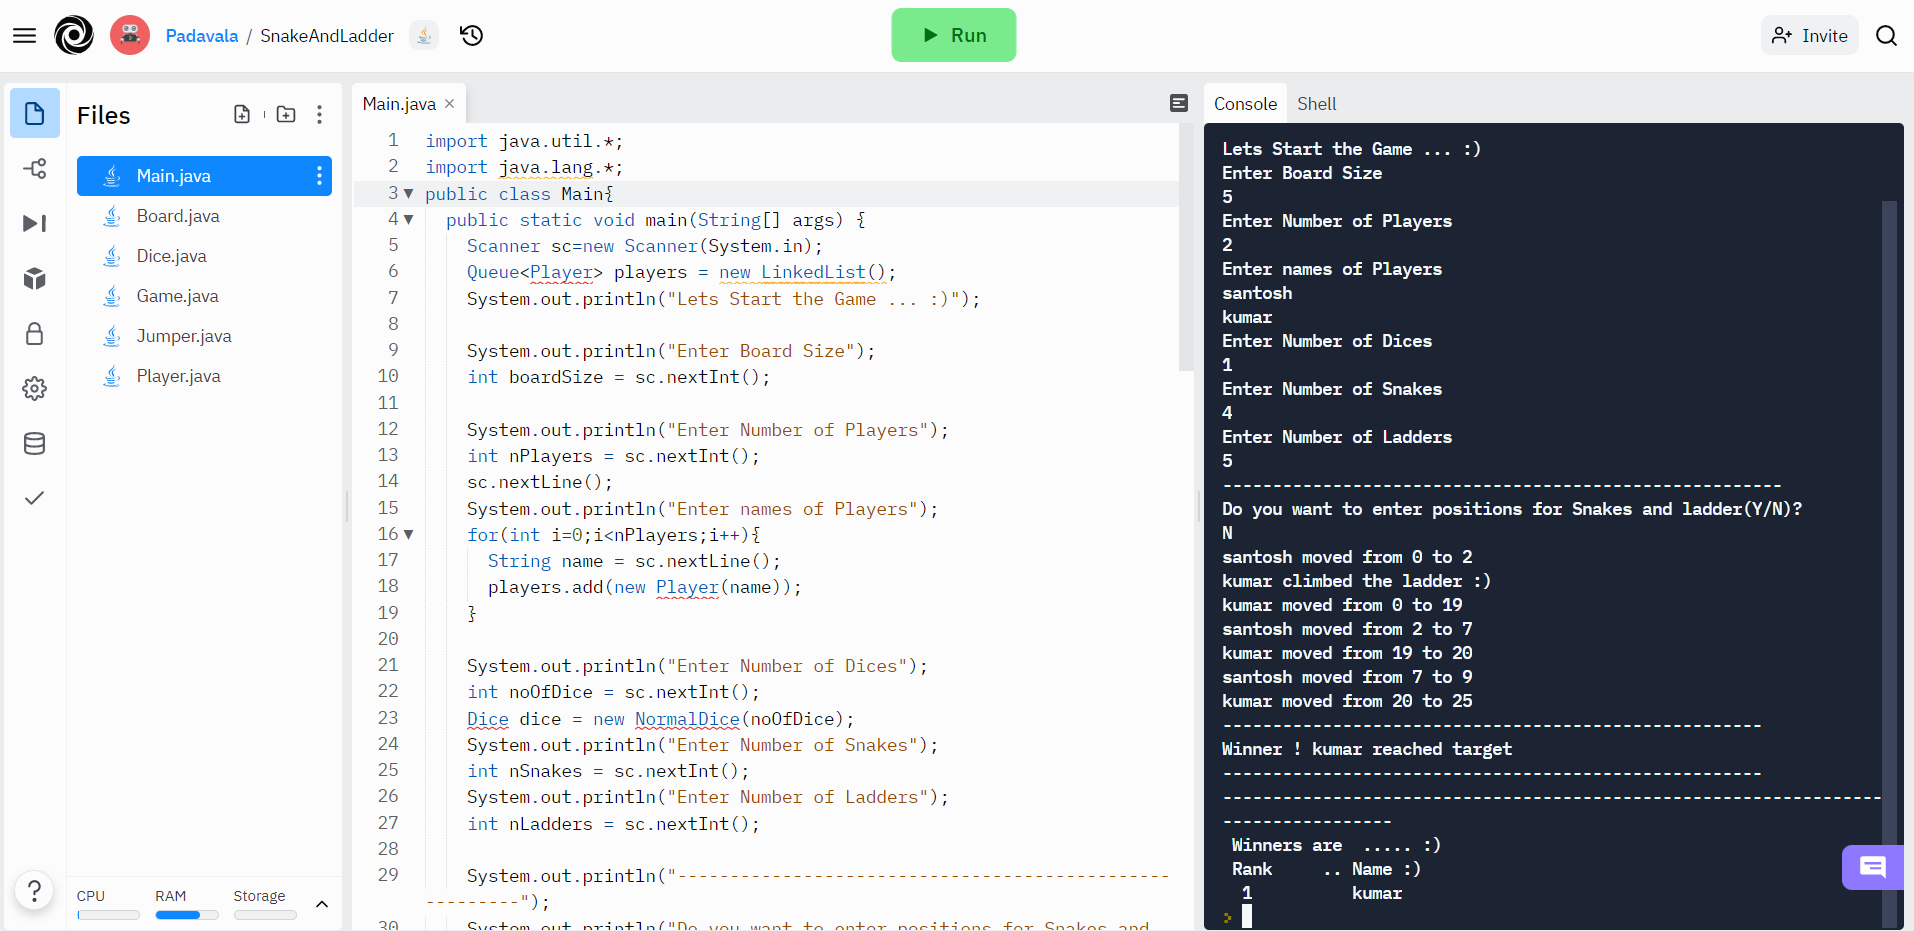 Padavala / SnakeAndLadder
Run
Invite
Files
Main.java
Board.java
Dice.java
Game.java
Jumper.java
Player.java
CPU RAM Storage
?
Main.java ×
1 import java.util.*;
2 import java.lang.*;
3 public class Main{
4 public static void main(String[] args) {
5 Scanner sc=new Scanner(System.in);
6 Queue<Player> players = new LinkedList();
7 System.out.println("Lets Start the Game ... :)");
8
9 System.out.println("Enter Board Size");
10 int boardSize = sc.nextInt();
11
12 System.out.println("Enter Number of Players");
13 int nPlayers = sc.nextInt();
14 sc.nextLine();
15 System.out.println("Enter names of Players");
16 for(int i=0;i<nPlayers;i++){
17 String name = sc.nextLine();
18 players.add(new Player(name));
19 }
20
21 System.out.println("Enter Number of Dices");
22 int noOfDice = sc.nextInt();
23 Dice dice = new NormalDice(noOfDice);
24 System.out.println("Enter Number of Snakes");
25 int nSnakes = sc.nextInt();
26 System.out.println("Enter Number of Ladders");
27 int nLadders = sc.nextInt();
28
29 System.out.println("-----------------------------------------------
---------");
30 System.out.println("Do you want to enter positions for Snakes and
Console Shell
Lets Start the Game ... :)
Enter Board Size
5
Enter Number of Players
2
Enter names of Players
santosh
kumar
Enter Number of Dices
1
Enter Number of Snakes
4
Enter Number of Ladders
5
--------------------------------------------------------
Do you want to enter positions for Snakes and ladder(Y/N)?
N
santosh moved from 0 to 2
kumar climbed the ladder :)
kumar moved from 0 to 19
santosh moved from 2 to 7
kumar moved from 19 to 20
santosh moved from 7 to 9
kumar moved from 20 to 25
------------------------------------------------------
Winner ! kumar reached target
------------------------------------------------------
------------------------------------------------------------------
-----------------
Winners are ..... :)
Rank .. Name :)
1 kumar
>